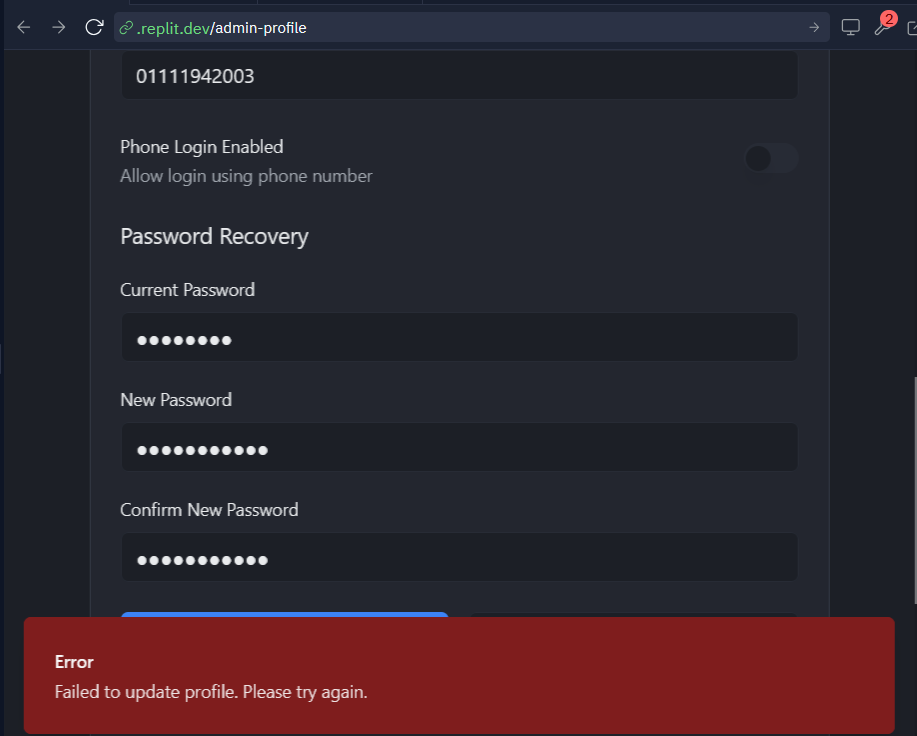 .replit.dev/admin-profile
2
01111942003
Phone Login Enabled
Allow login using phone number
Password Recovery
Current Password
••••••••
New Password
•••••••••••
Confirm New Password
•••••••••••
Error
Failed to update profile. Please try again.